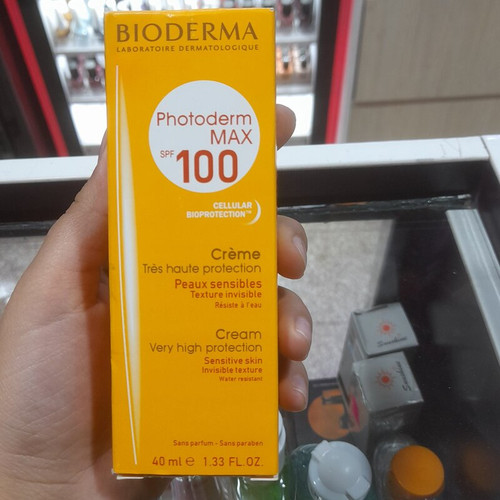 BIODERMA
LABORATOIRE DERMATOLOGIQUE
Photoderm
MAX
SPF 100
CELLULAR
BIOPROTECTION™
Crème
Très haute protection
Peaux sensibles
Texture invisible
Résiste à l'eau
Cream
Very high protection
Sensitive skin
Invisible texture
Water resistant
Sans parfum - Sans paraben
40 ml e 1.33 FL.OZ.
Sunshine